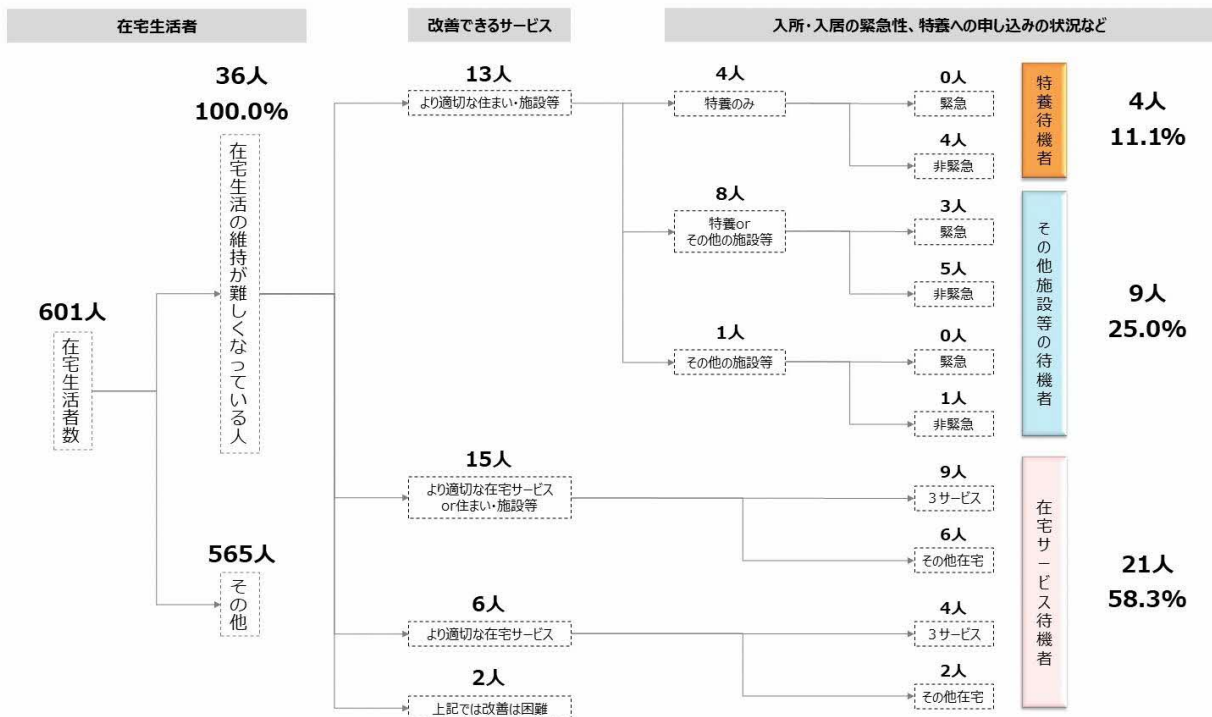 在宅生活者
改善できるサービス
入所・入居の緊急性、特養への申し込みの状況など
601人
在宅生活者数
36人
100.0%
在宅生活の維持が難しくなっている人
565人
その他
13人
より適切な住まい・施設等
4人
特養のみ
0人
緊急
4人
非緊急
8人
特養or
その他の施設等
3人
緊急
5人
非緊急
1人
その他の施設等
0人
緊急
1人
非緊急
15人
より適切な在宅サービス
or住まい・施設等
9人
3サービス
6人
その他在宅
6人
より適切な在宅サービス
4人
3サービス
2人
その他在宅
2人
上記では改善は困難
特養待機者
4人
11.1%
その他施設等の待機者
9人
25.0%
在宅サービス待機者
21人
58.3%